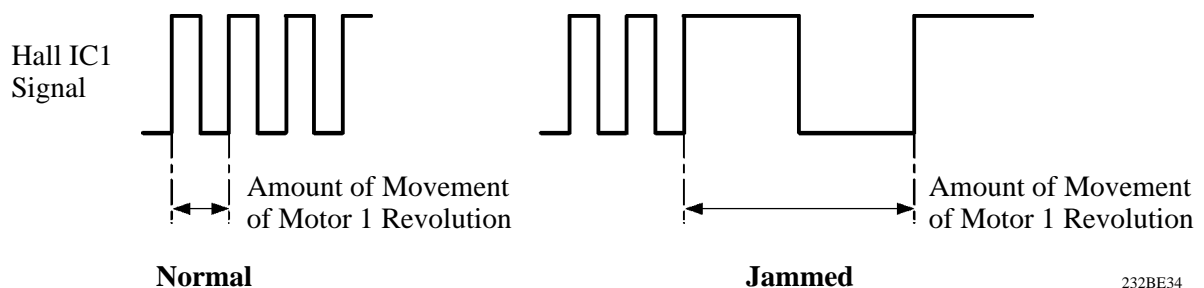 Hall IC1
Signal
Amount of Movement
of Motor 1 Revolution
Amount of Movement
of Motor 1 Revolution
Normal
Jammed
232BE34